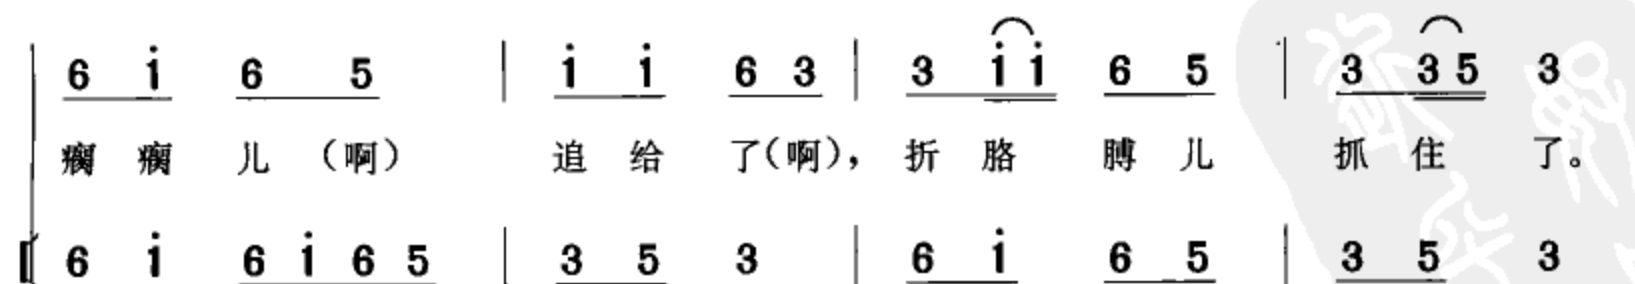 6 i 6 5 | i i 6 3 | 3 i i 6 5 | 3 3 5 3
瘸瘸儿（啊） 追给了(啊)，折胳膊儿 抓住了。
6 i 6 i 6 5 | 3 5 3 | 6 i 6 5 | 3 5 3